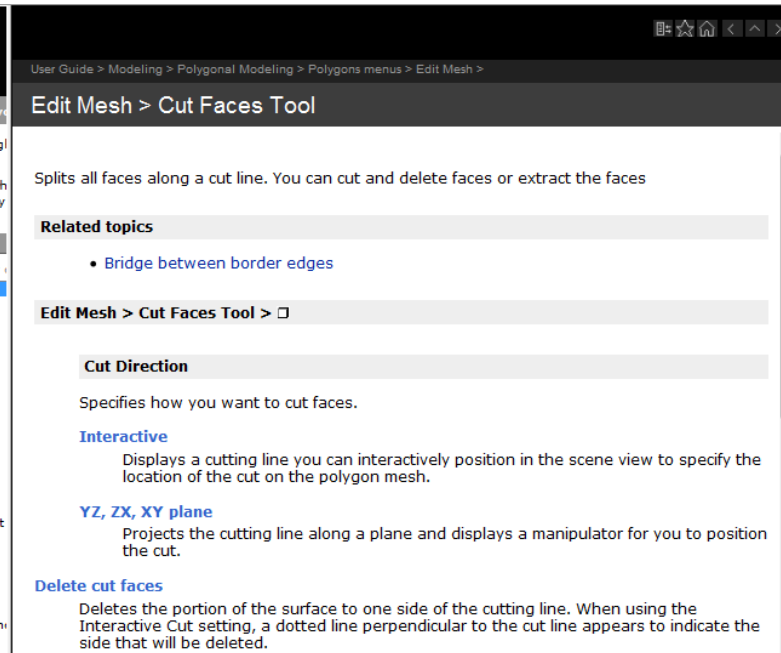 User Guide > Modeling > Polygonal Modeling > Polygons menus > Edit Mesh >
Edit Mesh > Cut Faces Tool
Splits all faces along a cut line. You can cut and delete faces or extract the faces
Related topics
• Bridge between border edges
Edit Mesh > Cut Faces Tool > ❐
Cut Direction
Specifies how you want to cut faces.
Interactive
Displays a cutting line you can interactively position in the scene view to specify the
location of the cut on the polygon mesh.
YZ, ZX, XY plane
Projects the cutting line along a plane and displays a manipulator for you to position
the cut.
Delete cut faces
Deletes the portion of the surface to one side of the cutting line. When using the
Interactive Cut setting, a dotted line perpendicular to the cut line appears to indicate the
side that will be deleted.